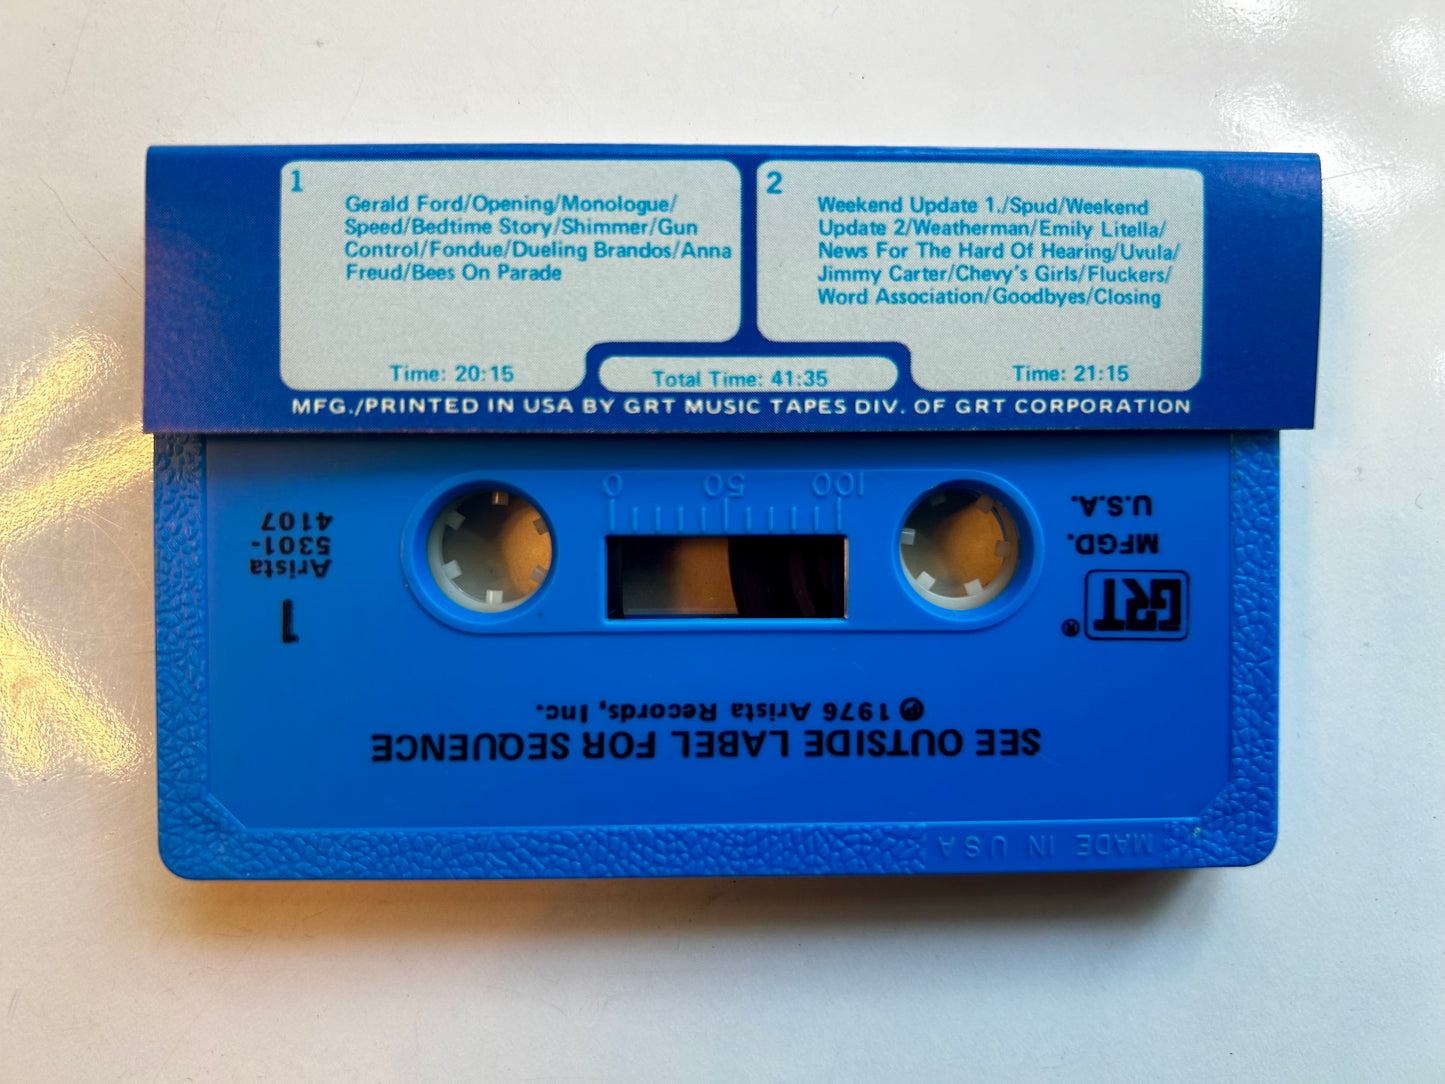 1
Gerald Ford/Opening/Monologue/
Speed/Bedtime Story/Shimmer/Gun
Control/Fondue/Dueling Brandos/Anna
Freud/Bees On Parade
Time: 20:15
2
Weekend Update 1./Spud/Weekend
Update 2/Weatherman/Emily Litella/
News For The Hard Of Hearing/Uvula/
Jimmy Carter/Chevy's Girls/Fluckers/
Word Association/Goodbyes/Closing
Time: 21:15
Total Time: 41:35
MFG./PRINTED IN USA BY GRT MUSIC TAPES DIV. OF GRT CORPORATION
MADE IN USA
SEE OUTSIDE LABEL FOR SEQUENCE
℗ 1976 Arista Records, Inc.
GRT®
MFGD.
U.S.A.
1
Arista
5301-
4107
100 50 0